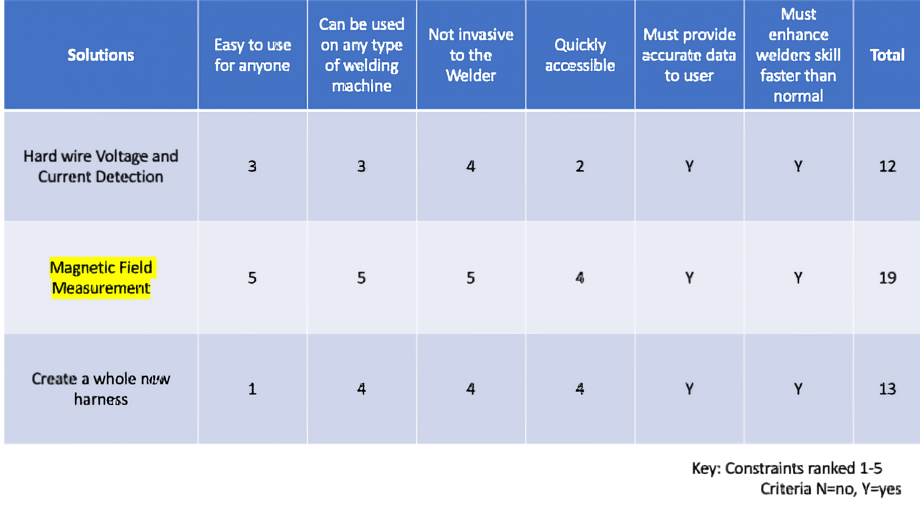 Solutions
Easy to use
for anyone
Can be used
on any type
of welding
machine
Not invasive
to the
Welder
Quickly
accessible
Must provide
accurate data
to user
Must
enhance
welders skill
faster than
normal
Total
Hard wire Voltage and
Current Detection
3
3
4
2
Y
Y
12
Magnetic Field
Measurement
5
5
5
4
Y
Y
19
Create a whole new
harness
1
4
4
4
Y
Y
13
Key: Constraints ranked 1-5
Criteria N=no, Y=yes